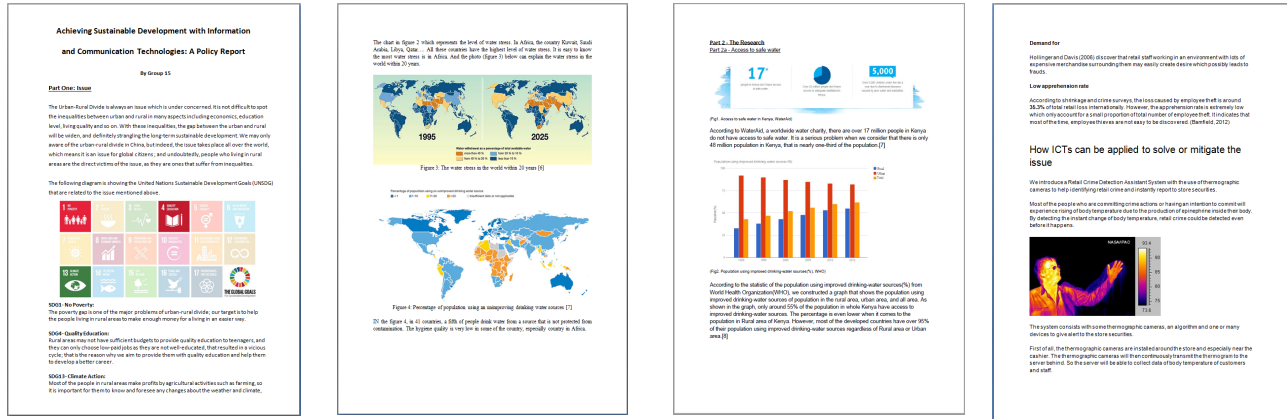 Achieving Sustainable Development with Information
and Communication Technologies: A Policy Report
By Group 15
Part One: Issue
The Urban-Rural Divide is always an issue which is under concerned. It is not difficult to spot
the inequalities between urban and rural in many aspects including economics, education
level, living quality and so on. With these inequalities, the gap between the urban and rural
will be widen, and definitely strangling the long-term sustainable development. We may only
aware of the urban-rural divide in China, but indeed, the issue takes place all over the world,
which means it is an issue for global citizens; and undoubtedly, people who living in rural
areas are the direct victims of the issue, as they are ones that suffer from inequalities.
The following diagram is showing the United Nations Sustainable Development Goals (UNSDG)
that are related to the issue mentioned above.
1
4
13
THE GLOBAL GOALS
SDG1- No Poverty:
The poverty gap is one of the major problems of urban-rural divide; our target is to help
the people living in rural areas to make enough money for a living in an easier way.
SDG4- Quality Education:
Rural areas may not have sufficient budgets to provide quality education to teenagers, and
they can only choose low-paid jobs as they are not well-educated, that resulted in a vicious
cycle; that is the reason why we aim to provide them with quality education and help them
to develop a better career.
SDG13- Climate Action:
Most of the people in rural areas make profits by agricultural activities such as farming, so
it is important for them to know and foresee any changes about the weather and climate,
The chart in figure 2 which represents the level of water stress. In Africa, the country Kuwait, Saudi
Arabia, Libya, Qatar… All these countries have the highest level of water stress. It is easy to know
the most water stress is in Africa. And the photo (figure 3) below can explain the water stress in the
world within 20 years.
1995
2025
Figure 3: The water stress in the world within 20 years [6]
Percentage of population using an unimproved drinking water source
Figure 4: Percentage of population using an unimproving drinking water sources [7]
IN the figure 4, in 41 countries, a fifth of people drink water from a source that is not protected from
contamination. The hygiene quality is very low in some of the country, especially country in Africa.
Part 2 - The Research
Part 2a - Access to safe water
17
5,000
(Fig1. Access to safe water in Kenya, WaterAid)
According to WaterAid, a worldwide water charity, there are over 17 million people in Kenya
do not have access to safe water. It is a serious problem when we consider that there is only
48 million population in Kenya, that is nearly one-third of the population.[7]
Population using improved drinking-water sources(%)
Rural
Urban
Total
(Fig2. Population using improved drinking-water sources(%), WHO)
According to the statistic of the population using improved drinking-water sources(%) from
World Health Organization(WHO), we constructed a graph that shows the population using
improved drinking-water sources of population in the rural area, urban area, and all area. As
shown in the graph, only around 55% of the population in whole Kenya have access to
improved drinking-water sources. The percentage is even lower when it comes to the
population in Rural area of Kenya. However, most of the developed countries have over 95%
of their population using improved drinking-water sources regardless of Rural area or Urban
area.[8]
Demand for
Hollinger and Davis (2006) discover that retail staff working in an environment with lots of
expensive merchandise surrounding them may easily create desire which possibly leads to
frauds.
Low apprehension rate
According to shrinkage and crime surveys, the loss caused by employee theft is around
35.3% of total retail loss internationally. However, the apprehension rate is extremely low
which only account for a small proportion of total number of employee theft. It indicates that
most of the time, employee thieves are not easy to be discovered. (Bamfield, 2012)
How ICTs can be applied to solve or mitigate the
issue
We introduce a Retail Crime Detection Assistant System with the use of thermographic
cameras to help identifying retail crime and instantly report to store securities.
Most of the people who are committing crime actions or having an intention to commit will
experience rising of body temperature due to the production of epinephrine inside their body.
By detecting the instant change of body temperature, retail crime could be detected even
before it happens.
NASA/IPAC
The system consists with some thermographic cameras, an algorithm and one or many
devices to give alert to the store securities.
First of all, the thermographic cameras are installed around the store and especially near the
cashier. The thermographic cameras will then continuously transmit the thermogram to the
server behind. So the server will be able to collect data of body temperature of customers
and staff.